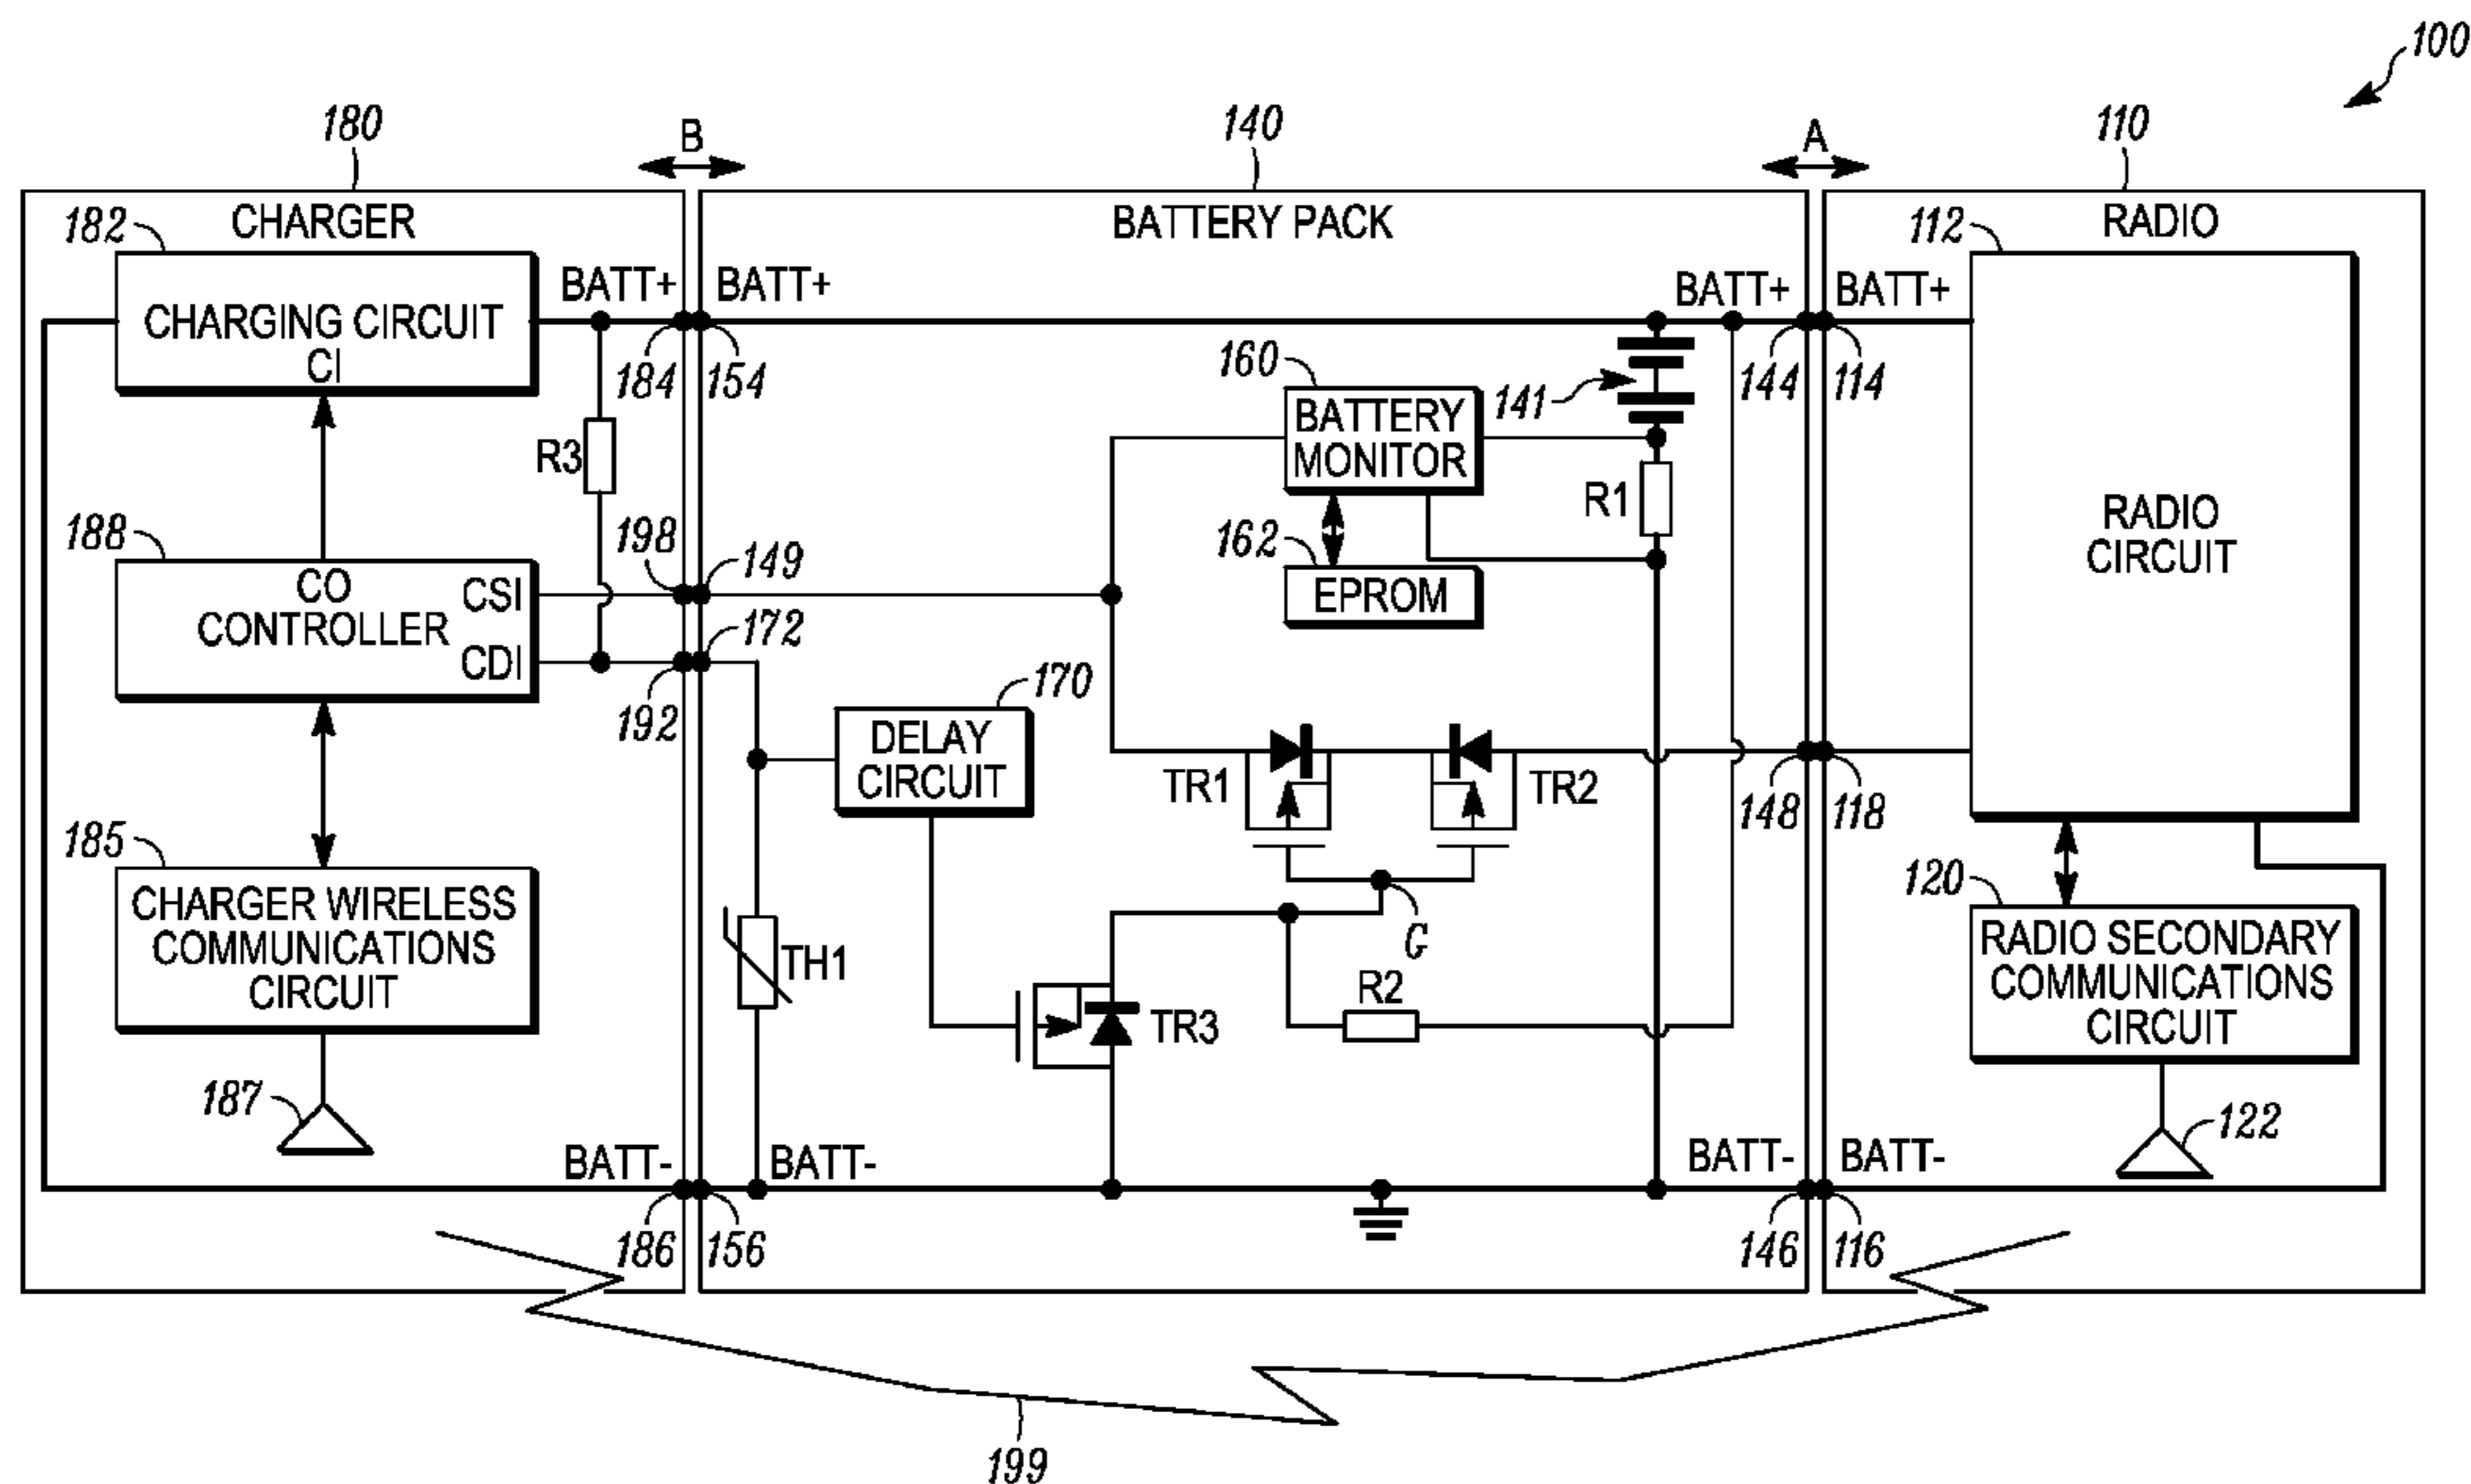 100
180
B
140
A
110
182
CHARGER
BATTERY PACK
112
RADIO
BATT+
BATT+
BATT+
BATT+
CHARGING CIRCUIT
CI
184
154
160
141
144
114
BATTERY
MONITOR
R3
R1
188
198
149
162
RADIO
CIRCUIT
CO
CSI
EPROM
CONTROLLER
172
CDI
192
170
DELAY
CIRCUIT
TR1
TR2
148
118
185
CHARGER WIRELESS
COMMUNICATIONS
CIRCUIT
TH1
G
120
RADIO SECONDARY
COMMUNICATIONS
CIRCUIT
R2
TR3
187
122
BATT-
BATT-
BATT-
BATT-
186
156
146
116
199